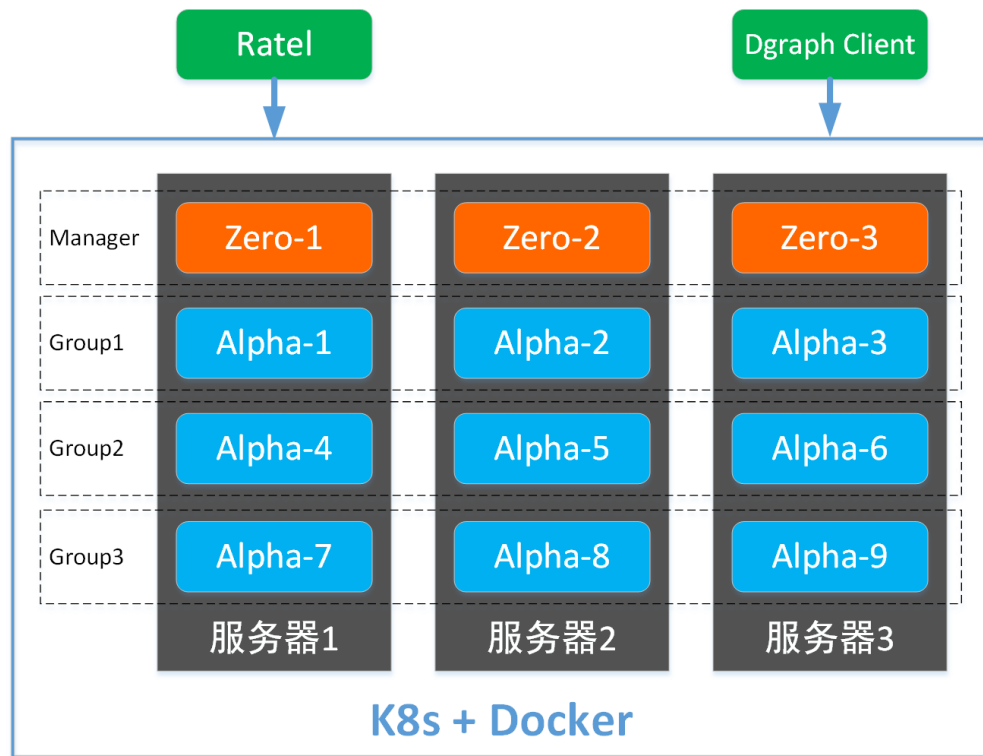 Ratel
Dgraph Client
Manager
Zero-1
Zero-2
Zero-3
Group1
Alpha-1
Alpha-2
Alpha-3
Group2
Alpha-4
Alpha-5
Alpha-6
Group3
Alpha-7
Alpha-8
Alpha-9
服务器1
服务器2
服务器3
K8s + Docker